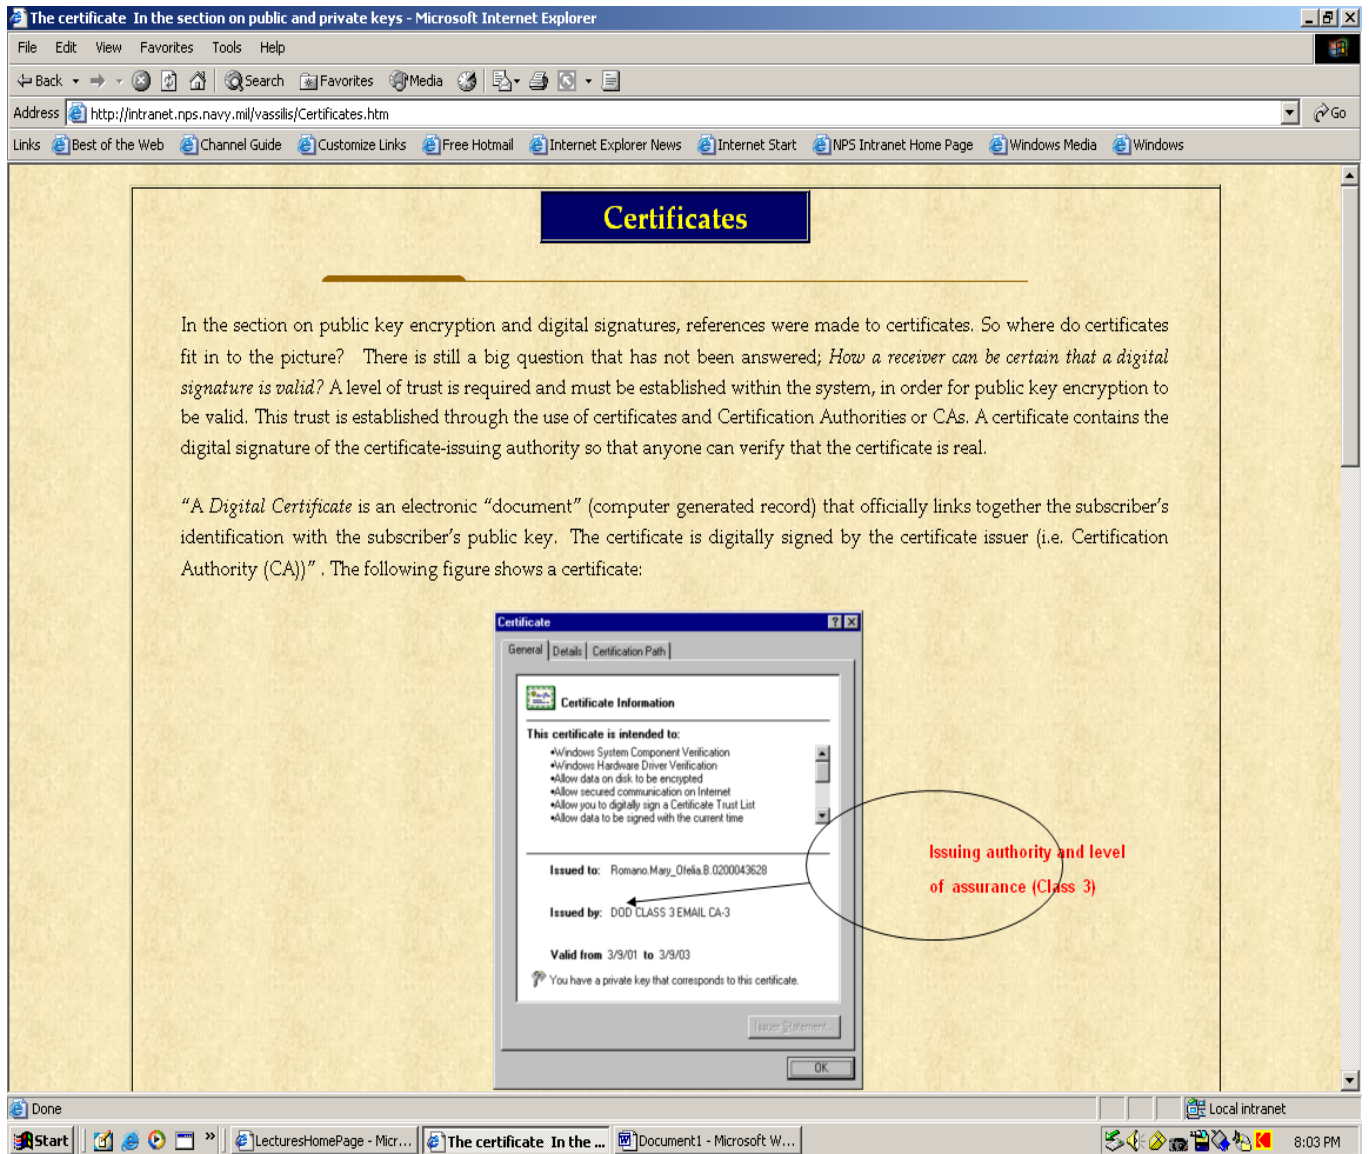 The certificate In the section on public and private keys - Microsoft Internet Explorer
File Edit View Favorites Tools Help
Back Search Favorites Media
Address http://intranet.nps.navy.mil/vassilis/Certificates.htm Go
Links Best of the Web Channel Guide Customize Links Free Hotmail Internet Explorer News Internet Start NPS Intranet Home Page Windows Media Windows
Certificates
In the section on public key encryption and digital signatures, references were made to certificates. So where do certificates
fit in to the picture? There is still a big question that has not been answered; How a receiver can be certain that a digital
signature is valid? A level of trust is required and must be established within the system, in order for public key encryption to
be valid. This trust is established through the use of certificates and Certification Authorities or CAs. A certificate contains the
digital signature of the certificate-issuing authority so that anyone can verify that the certificate is real.
"A Digital Certificate is an electronic "document" (computer generated record) that officially links together the subscriber's
identification with the subscriber's public key. The certificate is digitally signed by the certificate issuer (i.e. Certification
Authority (CA))" . The following figure shows a certificate:
Certificate
General Details Certification Path
Certificate Information
This certificate is intended to:
•Windows System Component Verification
•Windows Hardware Driver Verification
•Allow data on disk to be encrypted
•Allow secured communication on Internet
•Allow you to digitally sign a Certificate Trust List
•Allow data to be signed with the current time
Issuing authority and level
of assurance (Class 3)
Issued to: Romano.Mary_Ofelia.B.0200043628
Issued by: DOD CLASS 3 EMAIL CA-3
Valid from 3/9/01 to 3/9/03
You have a private key that corresponds to this certificate.
Issuer Statement...
OK
Done Local intranet
Start » LecturesHomePage - Micr... The certificate In the ... Document1 - Microsoft W... 8:03 PM